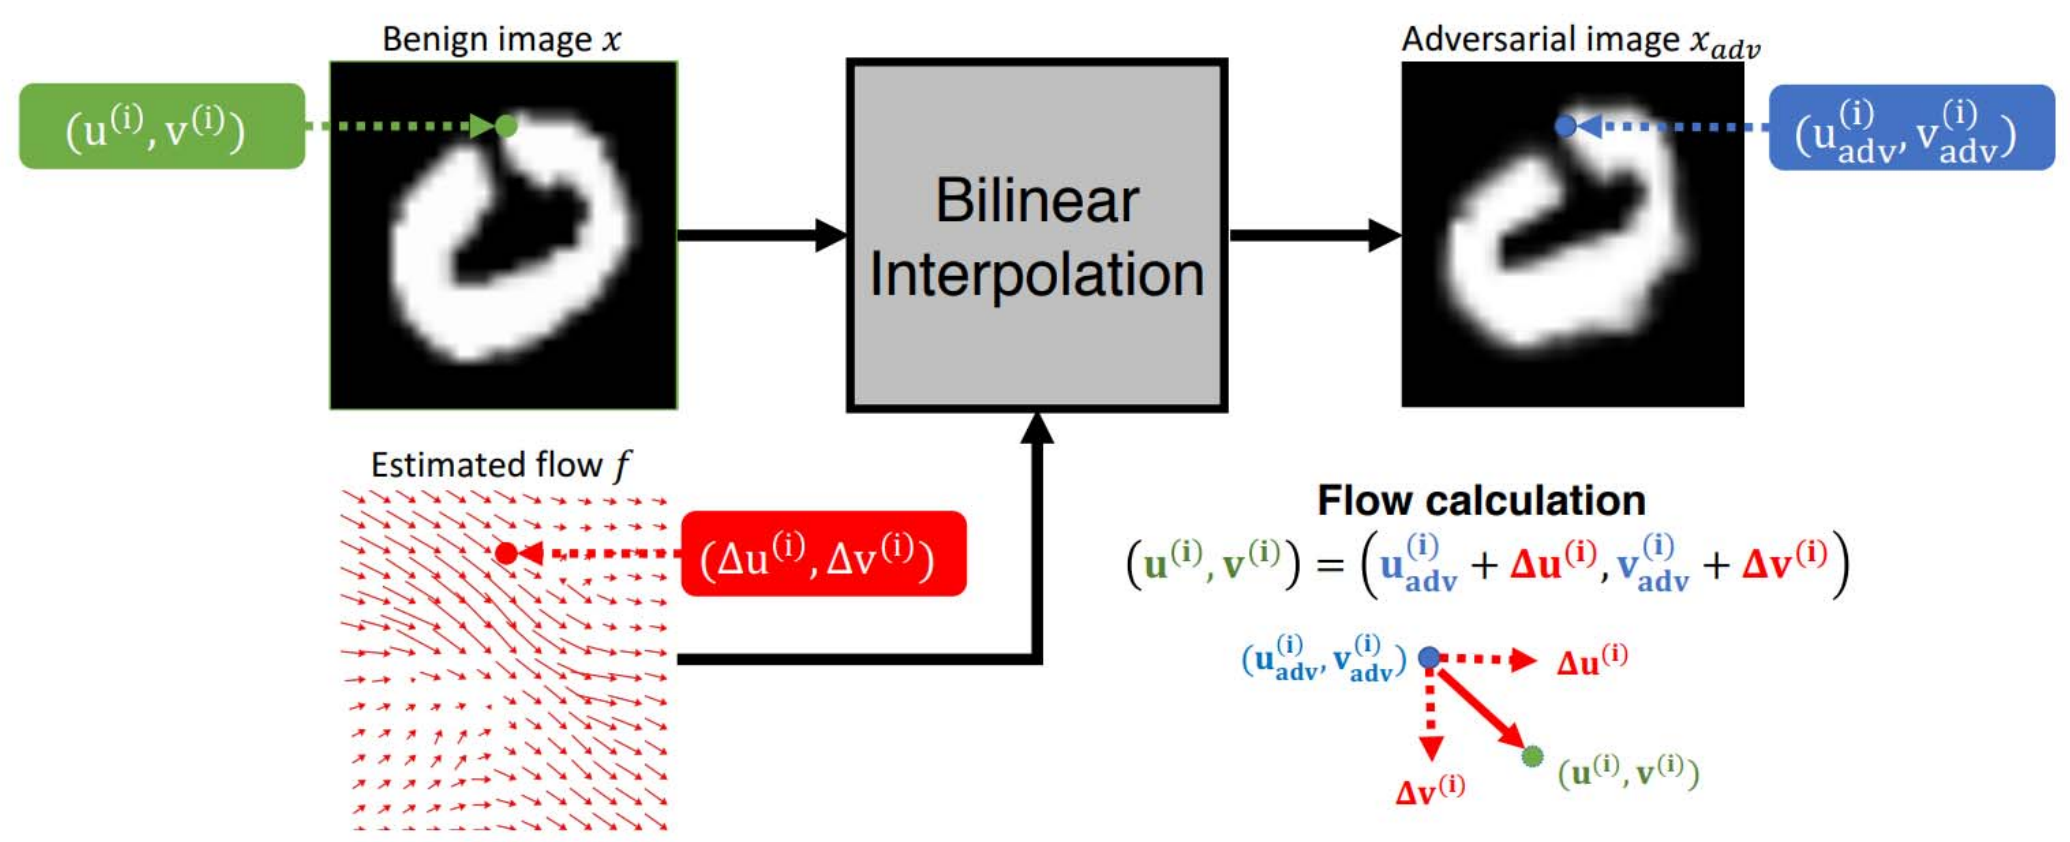 Benign image x
Adversarial image x_adv
(u^(i), v^(i))
(u_adv^(i), v_adv^(i))
Bilinear
Interpolation
Estimated flow f
(Δu^(i), Δv^(i))
Flow calculation
(u^(i), v^(i)) = (u_adv^(i) + Δu^(i), v_adv^(i) + Δv^(i))
(u_adv^(i), v_adv^(i))
Δu^(i)
Δv^(i)
(u^(i), v^(i))